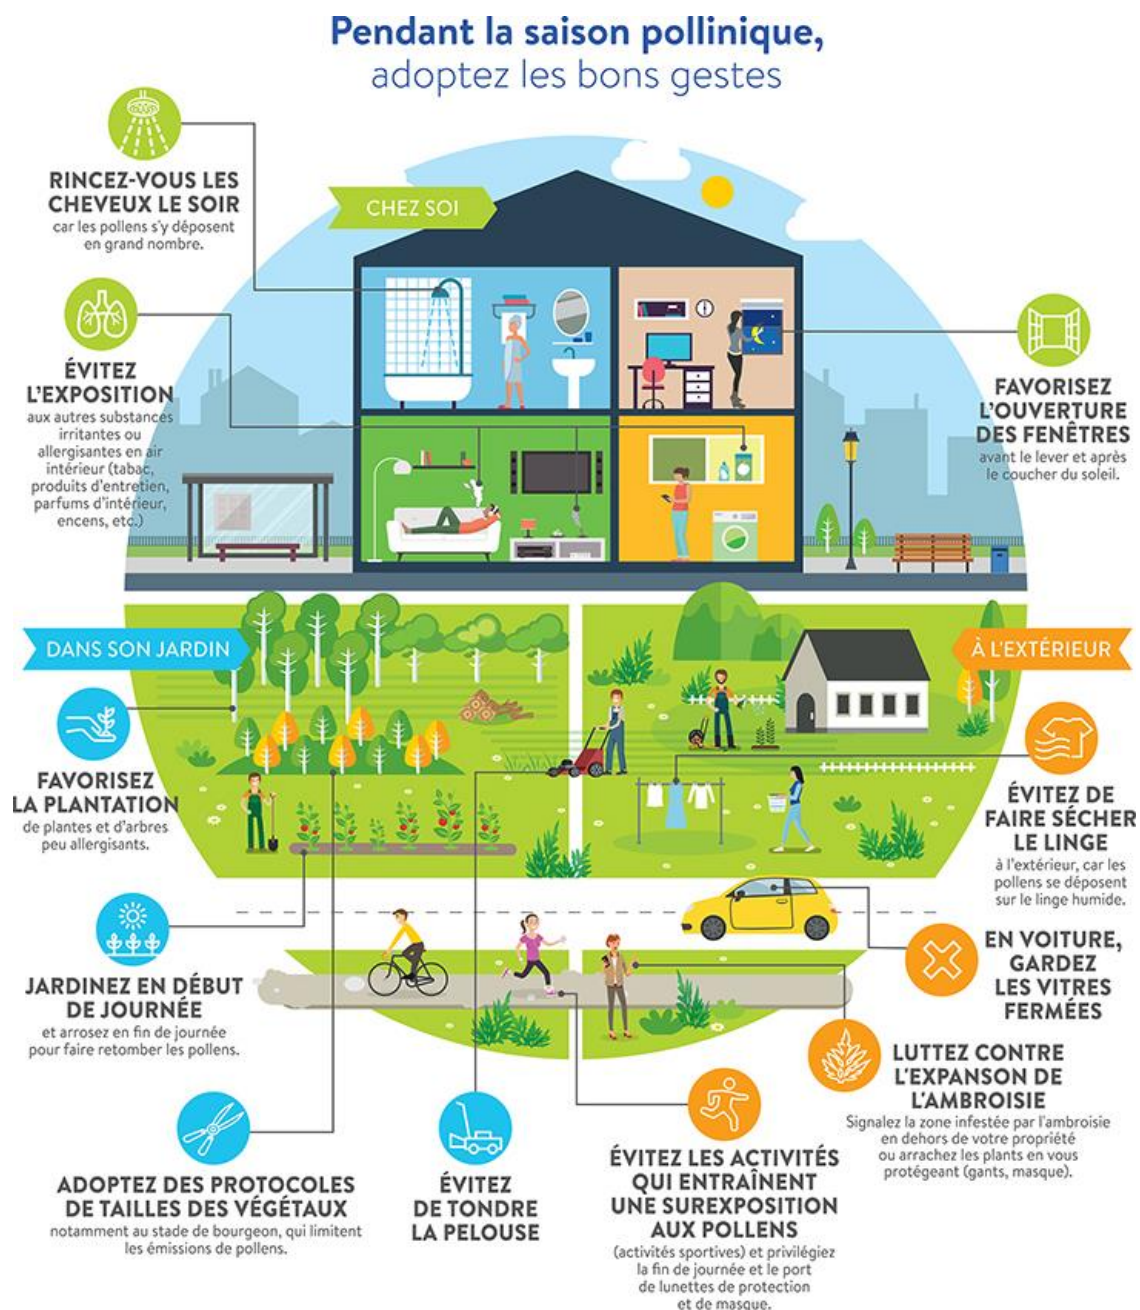 Pendant la saison pollinique,
adoptez les bons gestes
CHEZ SOI
RINCEZ-VOUS LES
CHEVEUX LE SOIR
car les pollens s'y déposent
en grand nombre.
ÉVITEZ
L'EXPOSITION
aux autres substances
irritantes ou
allergisantes en air
intérieur (tabac,
produits d'entretien,
parfums d'intérieur,
encens, etc.)
FAVORISEZ
L'OUVERTURE
DES FENÊTRES
avant le lever et après
le coucher du soleil.
DANS SON JARDIN
FAVORISEZ
LA PLANTATION
de plantes et d'arbres
peu allergisants.
JARDINEZ EN DÉBUT
DE JOURNÉE
et arrosez en fin de journée
pour faire retomber les pollens.
ADOPTEZ DES PROTOCOLES
DE TAILLES DES VÉGÉTAUX
notamment au stade de bourgeon, qui limitent
les émissions de pollens.
ÉVITEZ
DE TONDRE
LA PELOUSE
À L'EXTÉRIEUR
ÉVITEZ DE
FAIRE SÉCHER
LE LINGE
à l'extérieur, car les
pollens se déposent
sur le linge humide.
EN VOITURE,
GARDEZ
LES VITRES
FERMÉES
LUTTEZ CONTRE
L'EXPANSON DE
L'AMBROISIE
Signalez la zone infestée par l'ambroisie
en dehors de votre propriété
ou arrachez les plants en vous
protégeant (gants, masque).
ÉVITEZ LES ACTIVITÉS
QUI ENTRAÎNENT
UNE SUREXPOSITION
AUX POLLENS
(activités sportives) et privilégiez
la fin de journée et le port
de lunettes de protection
et de masque.